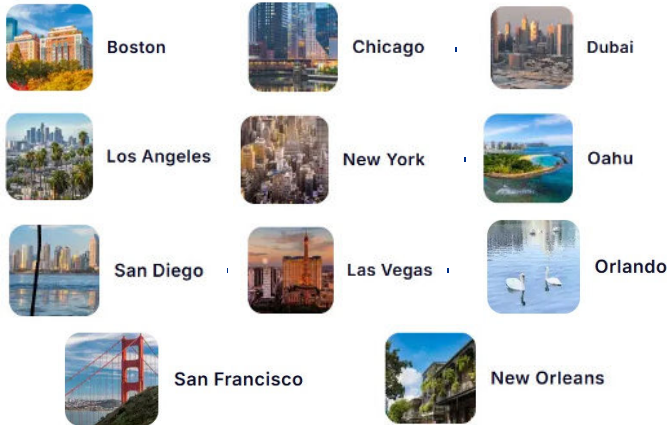 Boston
Chicago
Dubai
Los Angeles
New York
Oahu
San Diego
Las Vegas
Orlando
San Francisco
New Orleans